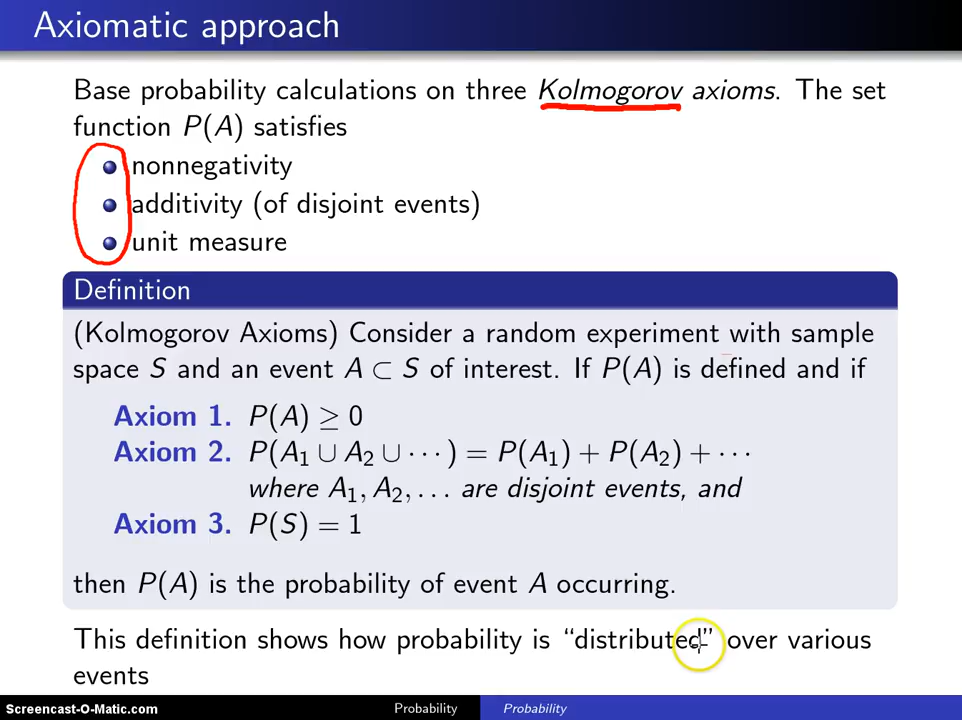 Axiomatic approach
Base probability calculations on three Kolmogorov axioms. The set
function P(A) satisfies
nonnegativity
additivity (of disjoint events)
unit measure
Definition
(Kolmogorov Axioms) Consider a random experiment with sample
space S and an event A ⊂ S of interest. If P(A) is defined and if
Axiom 1. P(A) ≥ 0
Axiom 2. P(A₁ ∪ A₂ ∪ ⋯) = P(A₁) + P(A₂) + ⋯
where A₁, A₂, … are disjoint events, and
Axiom 3. P(S) = 1
then P(A) is the probability of event A occurring.
This definition shows how probability is “distributed” over various
events
Screencast-O-Matic.com Probability Probability